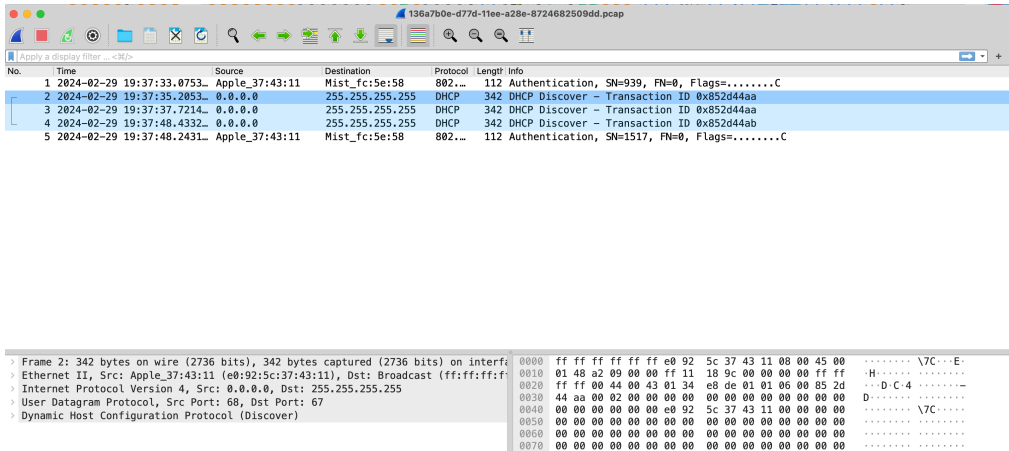 136a7b0e-d77d-11ee-a28e-8724682509dd.pcap
Apply a display filter ... <⌘/>
No. Time Source Destination Protocol Length Info
1 2024-02-29 19:37:33.0753… Apple_37:43:11 Mist_fc:5e:58 802.… 112 Authentication, SN=939, FN=0, Flags=........C
2 2024-02-29 19:37:35.2053… 0.0.0.0 255.255.255.255 DHCP 342 DHCP Discover – Transaction ID 0x852d44aa
3 2024-02-29 19:37:37.7214… 0.0.0.0 255.255.255.255 DHCP 342 DHCP Discover – Transaction ID 0x852d44aa
4 2024-02-29 19:37:48.4332… 0.0.0.0 255.255.255.255 DHCP 342 DHCP Discover – Transaction ID 0x852d44ab
5 2024-02-29 19:37:48.2431… Apple_37:43:11 Mist_fc:5e:58 802.… 112 Authentication, SN=1517, FN=0, Flags=........C
Frame 2: 342 bytes on wire (2736 bits), 342 bytes captured (2736 bits) on interfa
Ethernet II, Src: Apple_37:43:11 (e0:92:5c:37:43:11), Dst: Broadcast (ff:ff:ff:f
Internet Protocol Version 4, Src: 0.0.0.0, Dst: 255.255.255.255
User Datagram Protocol, Src Port: 68, Dst Port: 67
Dynamic Host Configuration Protocol (Discover)
0000 ff ff ff ff ff ff e0 92 5c 37 43 11 08 00 45 00 ········ \7C···E·
0010 01 48 a2 09 00 00 ff 11 18 9c 00 00 00 00 ff ff ·H······ ········
0020 ff ff 00 44 00 43 01 34 e8 de 01 01 06 00 85 2d ···D·C·4 ·······-
0030 44 aa 00 02 00 00 00 00 00 00 00 00 00 00 00 00 D······· ········
0040 00 00 00 00 00 00 e0 92 5c 37 43 11 00 00 00 00 ········ \7C·····
0050 00 00 00 00 00 00 00 00 00 00 00 00 00 00 00 00 ········ ········
0060 00 00 00 00 00 00 00 00 00 00 00 00 00 00 00 00 ········ ········
0070 00 00 00 00 00 00 00 00 00 00 00 00 00 00 00 00 ········ ········